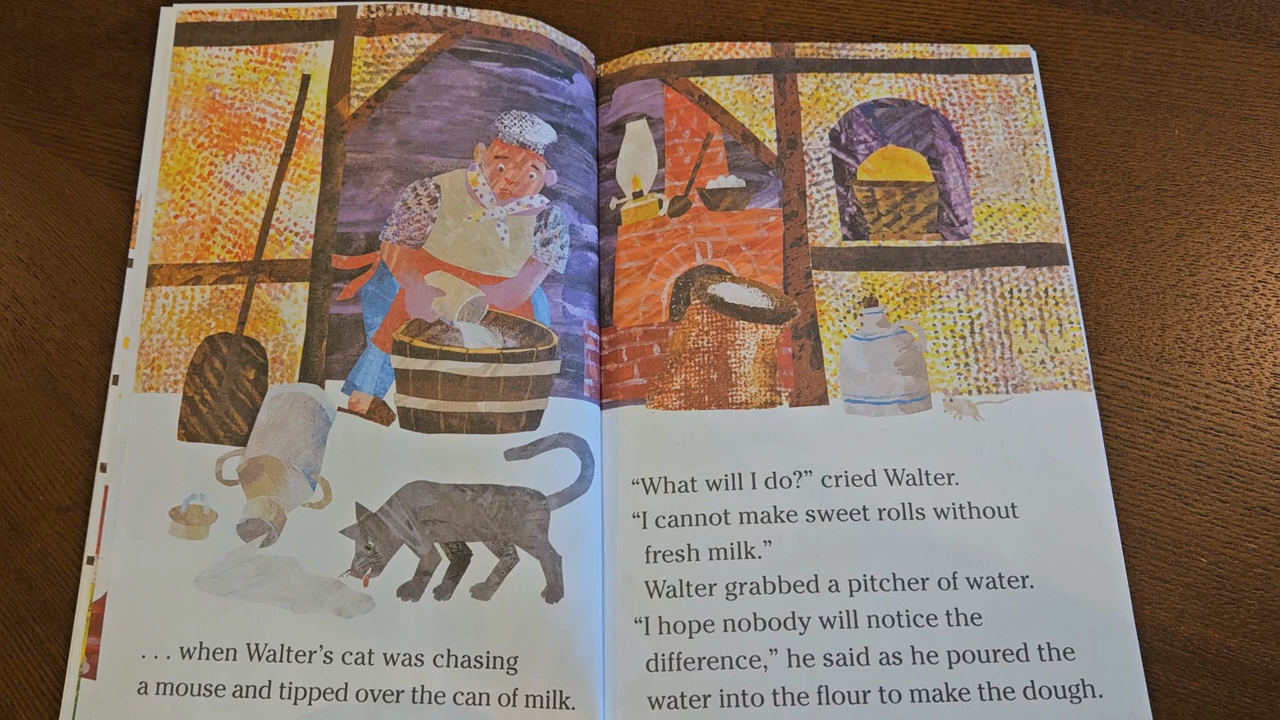 . . . when Walter’s cat was chasing
a mouse and tipped over the can of milk.
“What will I do?” cried Walter.
“I cannot make sweet rolls without
fresh milk.”
Walter grabbed a pitcher of water.
“I hope nobody will notice the
difference,” he said as he poured the
water into the flour to make the dough.